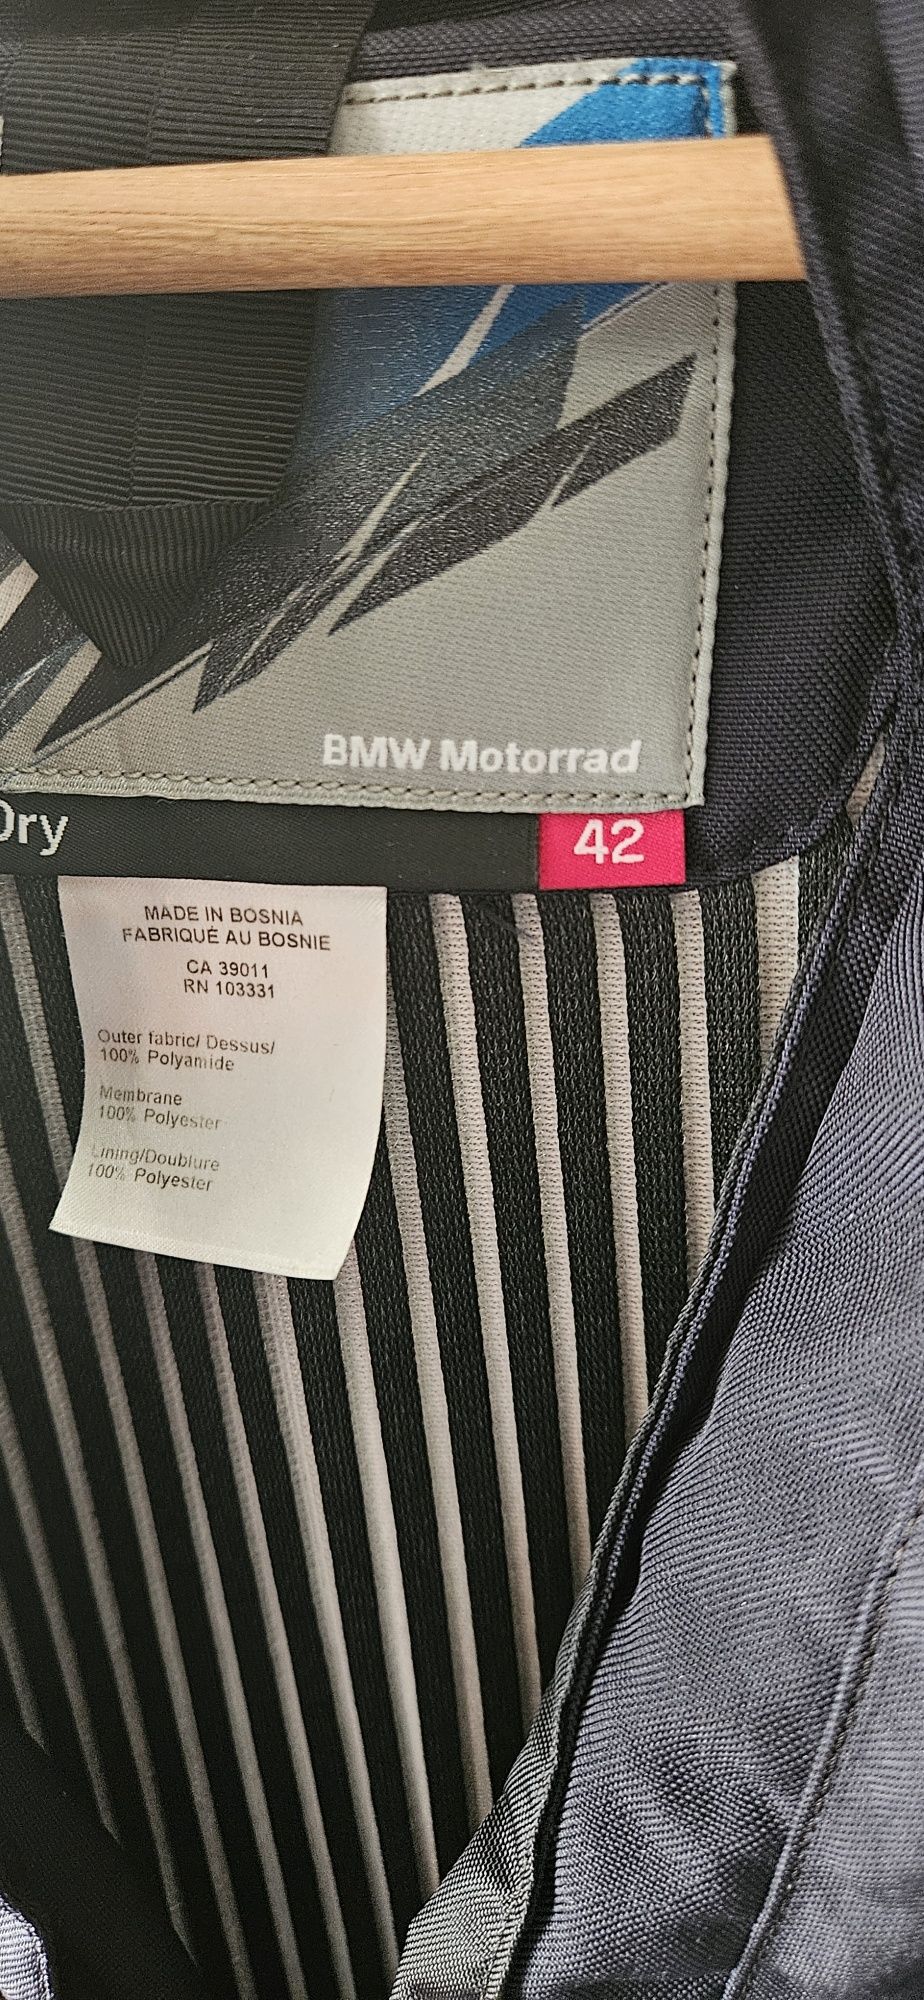 BMW Motorrad
Dry
42
MADE IN BOSNIA
FABRIQUÉ AU BOSNIE
CA 39011
RN 103331
Outer fabric/ Dessus/
100% Polyamide
Membrane
100% Polyester
Lining/Doublure
100% Polyester